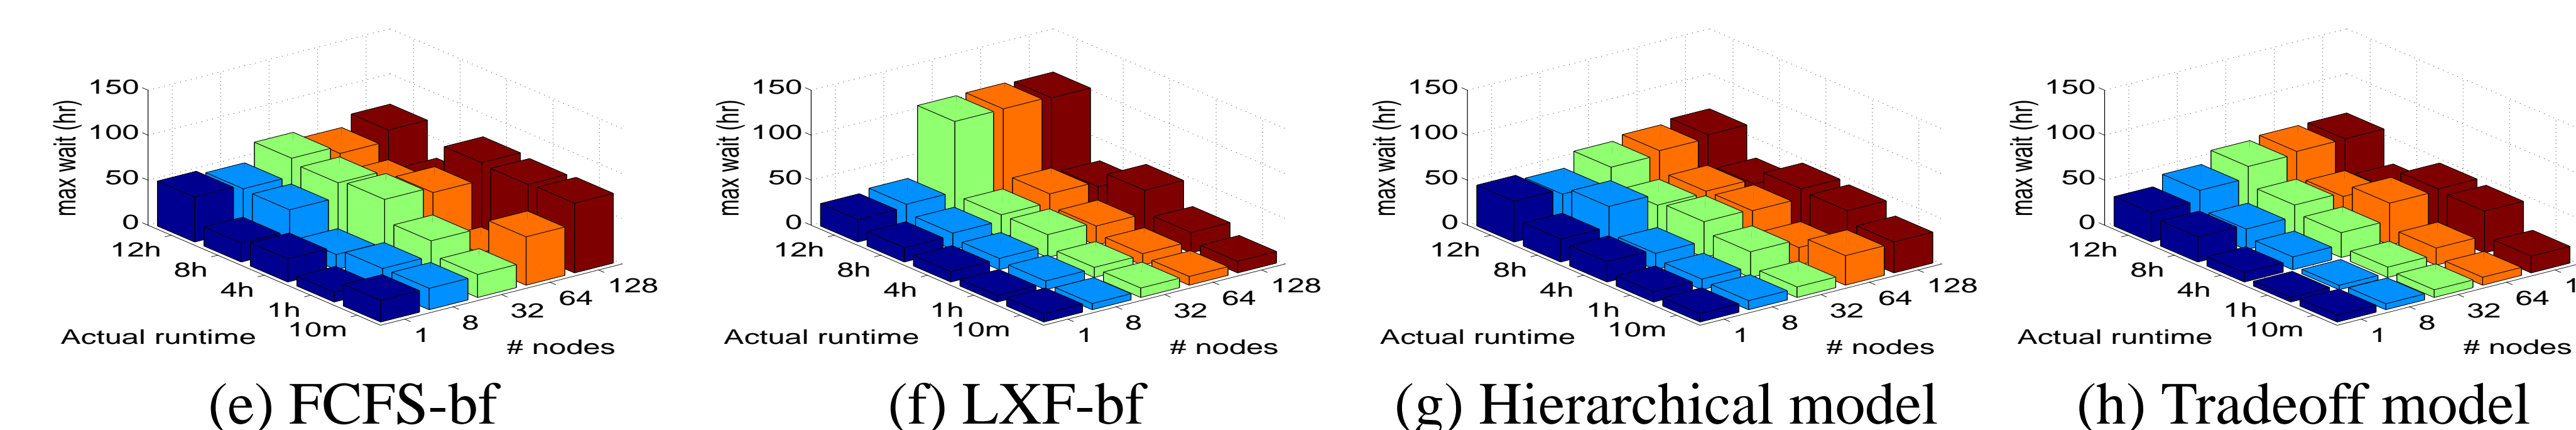 max wait (hr)
150
100
50
0
12h
8h
4h
1h
10m
Actual runtime
1
8
32
64
128
# nodes
(e) FCFS-bf
max wait (hr)
150
100
50
0
12h
8h
4h
1h
10m
Actual runtime
1
8
32
64
128
# nodes
(f) LXF-bf
max wait (hr)
150
100
50
0
12h
8h
4h
1h
10m
Actual runtime
1
8
32
64
128
# nodes
(g) Hierarchical model
max wait (hr)
150
100
50
0
12h
8h
4h
1h
10m
Actual runtime
1
8
32
64
# nodes
(h) Tradeoff model